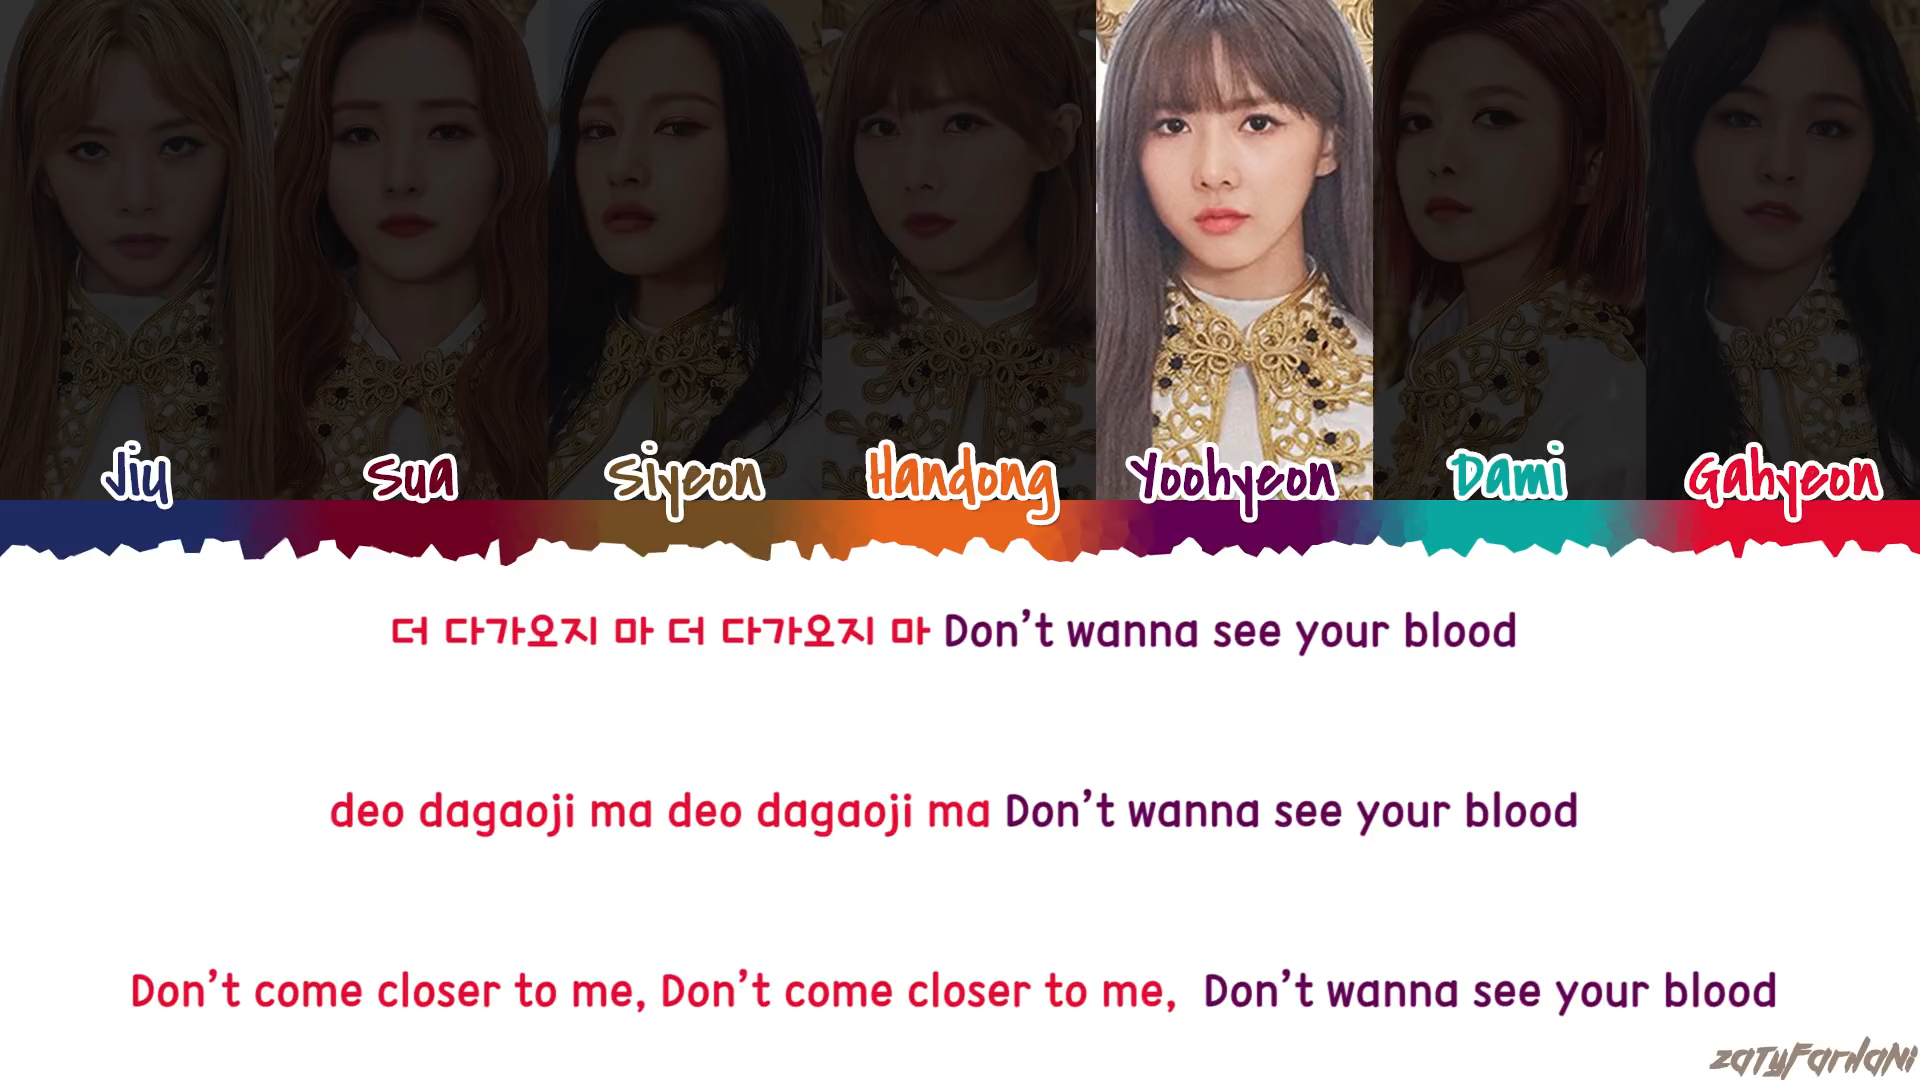 Jiu Sua Siyeon Handong Yoohyeon Dami Gahyeon
더 다가오지 마 더 다가오지 마 Don't wanna see your blood
deo dagaoji ma deo dagaoji ma Don't wanna see your blood
Don't come closer to me, Don't come closer to me, Don't wanna see your blood
zatyfarhani